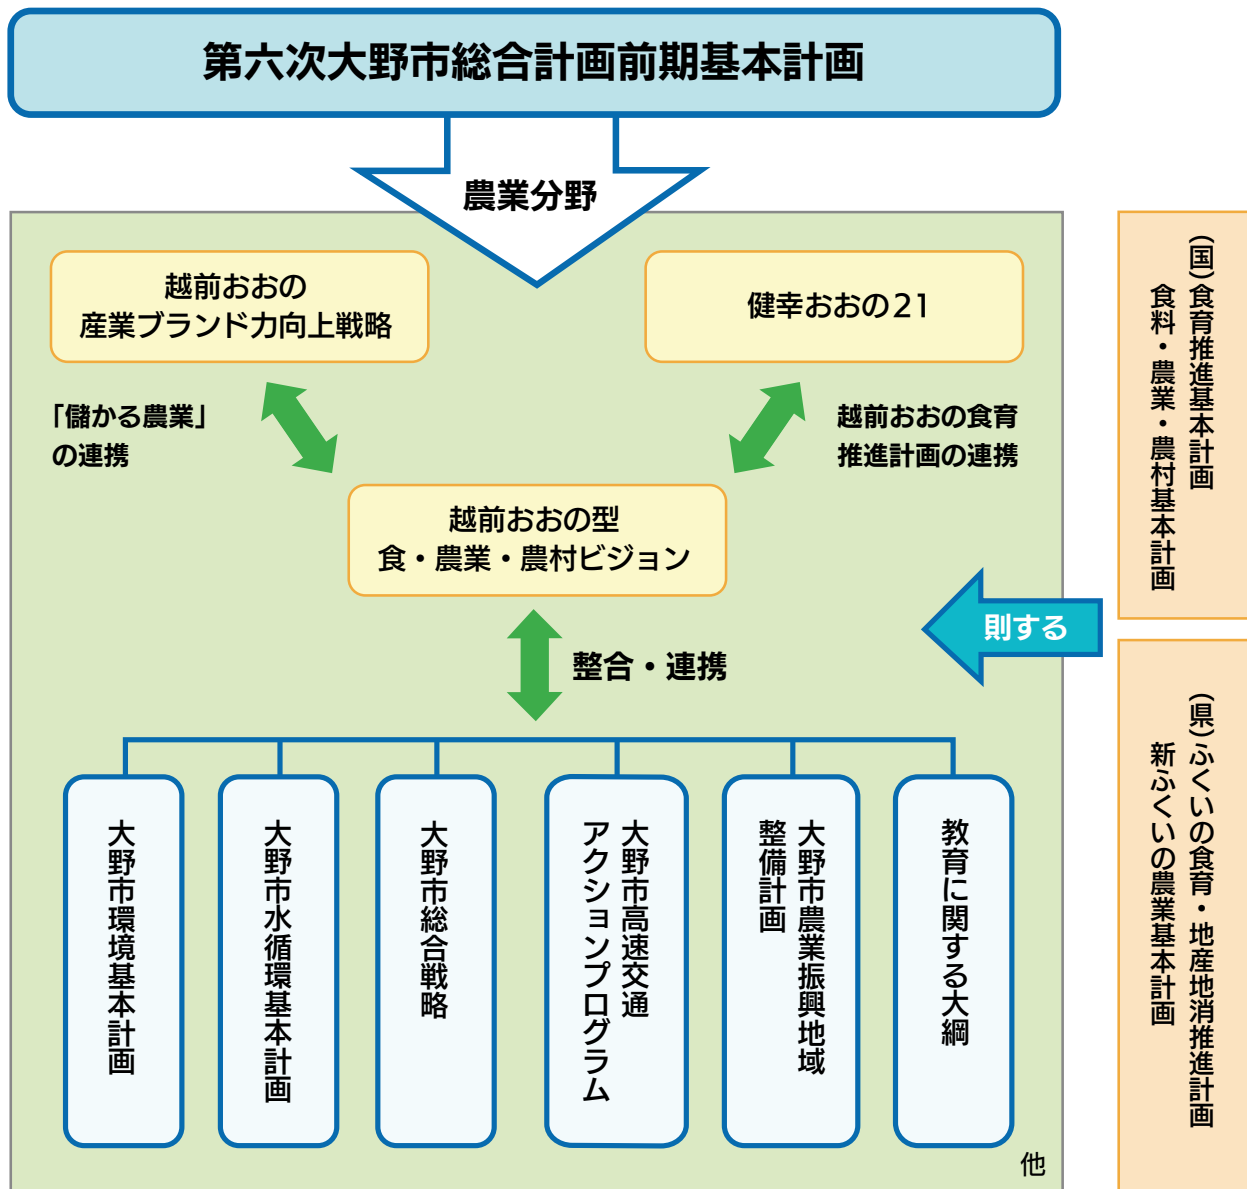 第六次大野市総合計画前期基本計画
農業分野
越前おおの
産業ブランド力向上戦略
健幸おおの21
「儲かる農業」
の連携
越前おおの食育
推進計画の連携
越前おおの型
食・農業・農村ビジョン
整合・連携
則する
(国)食育推進基本計画
食料・農業・農村基本計画
(県)ふくいの食育・地産地消推進計画
新ふくいの農業基本計画
大野市環境基本計画
大野市水循環基本計画
大野市総合戦略
大野市高速交通
アクションプログラム
大野市農業振興地域
整備計画
教育に関する大綱
他